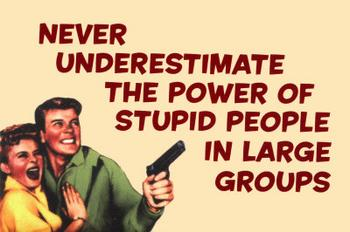 NEVER
UNDERESTIMATE
THE POWER OF
STUPID PEOPLE
IN LARGE
GROUPS